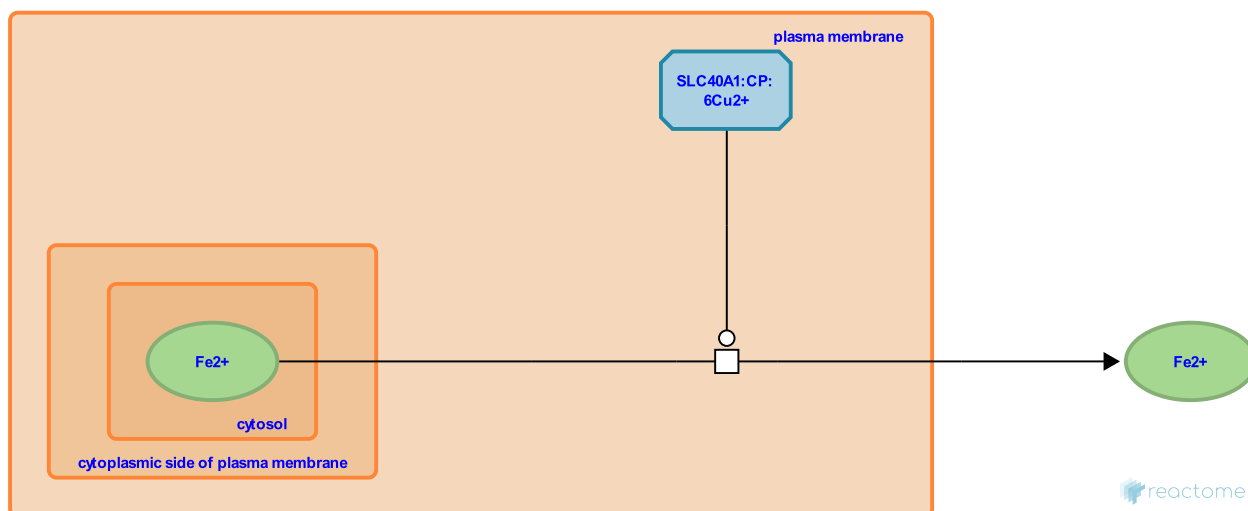 plasma membrane
SLC40A1:CP:
6Cu2+
Fe2+
Fe2+
cytosol
cytoplasmic side of plasma membrane
reactome